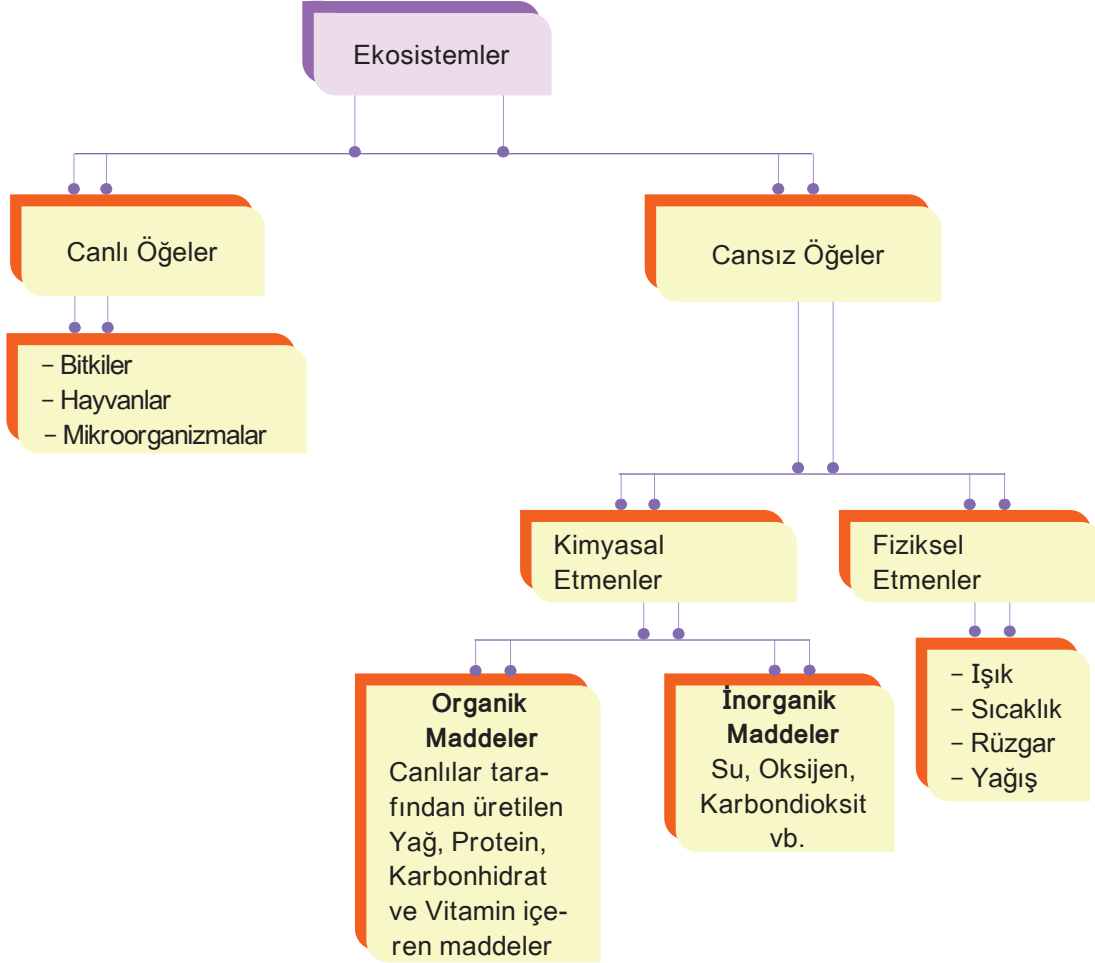 Ekosistemler
Canlı Öğeler
Cansız Öğeler
– Bitkiler
– Hayvanlar
– Mikroorganizmalar
Kimyasal
Etmenler
Fiziksel
Etmenler
Organik
Maddeler
Canlılar tara-
fından üretilen
Yağ, Protein,
Karbonhidrat
ve Vitamin içe-
ren maddeler
İnorganik
Maddeler
Su, Oksijen,
Karbondioksit
vb.
– Işık
– Sıcaklık
– Rüzgar
– Yağış